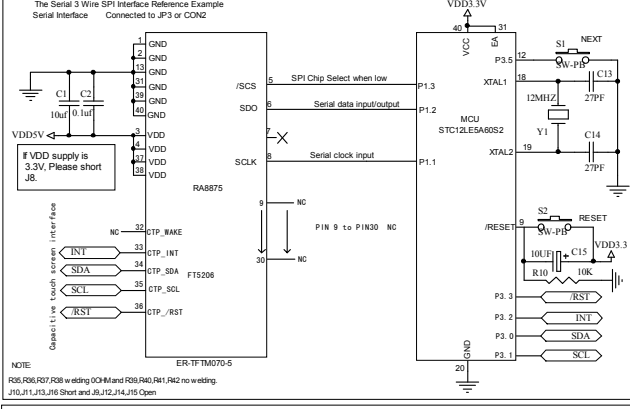 The Serial 3 Wire SPI Interface Reference Example
Serial Interface Connected to JP3 or CON2
1 GND
2 GND
13 GND
31 GND
39 GND
40 GND
3 VDD
4 VDD
37 VDD
38 VDD
C1 C2
10uf 0.1uf
VDD5V
If VDD supply is
3.3V, Please short
J8.
/SCS 5
SDO 6
7
SCLK 8
RA8875
9 NC
30 NC
PIN 9 to PIN30 NC
SPI Chip Select when low
Serial data input/output
Serial clock input
Capacitive touch screen interface
NC 32 CTP_WAKE
INT 33 CTP_INT
SDA 34 CTP_SDA
SCL 35 CTP_SCL
/RST 36 CTP_/RST
FT5206
ER-TFTM070-5
VDD3.3V
40 31
VCC EA
P1.3
P1.2
P1.1
MCU
STC12LE5A60S2
P3.5 12
S1 NEXT
SW-PB
XTAL1 18
C13
27PF
12MHZ
Y1
XTAL2 19
C14
27PF
/RESET 9
S2 RESET
SW-PB
10UF + C15
VDD3.3
R10 10K
P3.3 /RST
P3.2 INT
P3.0 SDA
P3.1 SCL
GND
20
NOTE:
R35,R36,R37,R38 welding 0OHM and R39,R40,R41,R42 no welding.
J10,J11,J13,J16 Short and J9,J12,J14,J15 Open